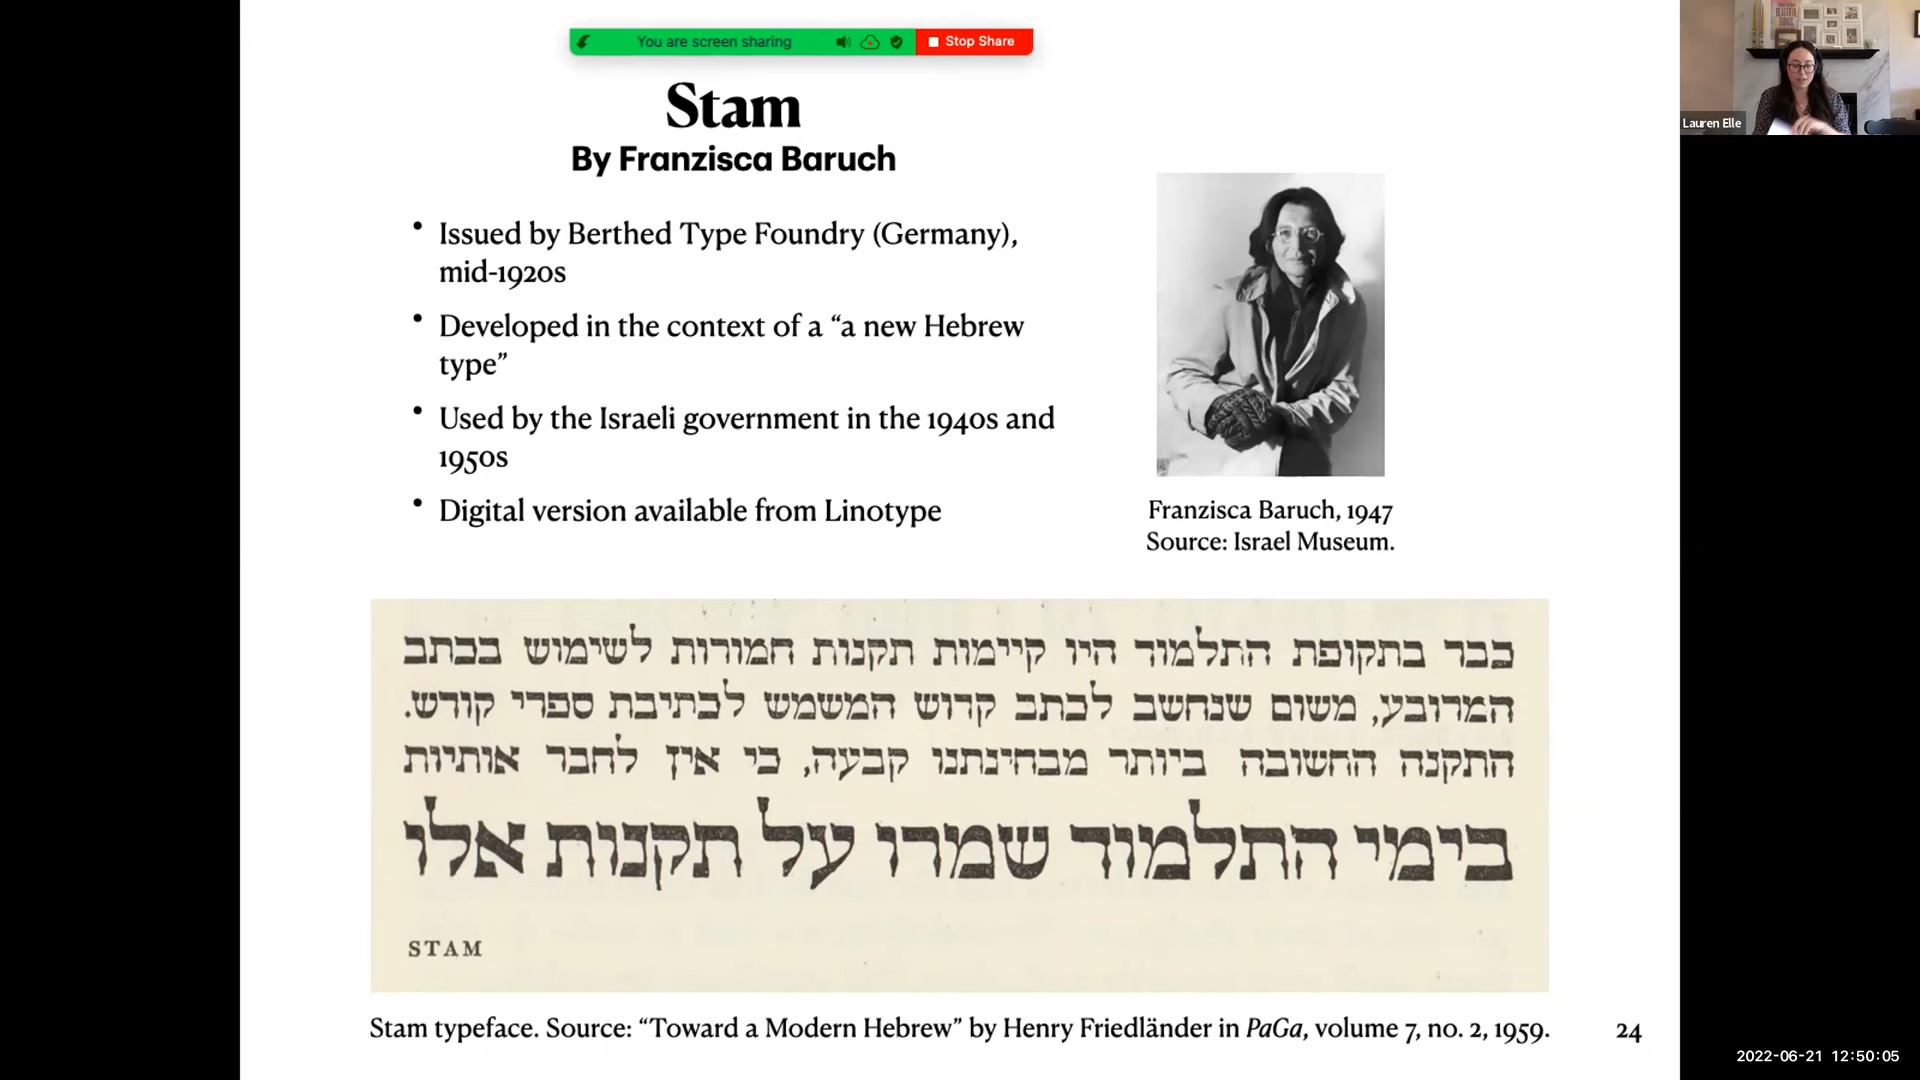 You are screen sharing
Stop Share
Lauren Elle
Stam
By Franzisca Baruch
• Issued by Berthed Type Foundry (Germany),
mid-1920s
• Developed in the context of a “a new Hebrew
type”
• Used by the Israeli government in the 1940s and
1950s
• Digital version available from Linotype
Franzisca Baruch, 1947
Source: Israel Museum.
כבר בתקופת התלמוד היו קיימות תקנות חמורות לשימוש בכתב
המרובע, משום שנחשב לכתב קדוש המשמש לכתיבת ספרי קודש.
התקנה החשובה ביותר מבחינתנו קבעה, כי אין לחבר אותיות
בימי התלמוד שמרו על תקנות אלו
STAM
Stam typeface. Source: “Toward a Modern Hebrew” by Henry Friedländer in PaGa, volume 7, no. 2, 1959.
24
2022-06-21 12:50:05